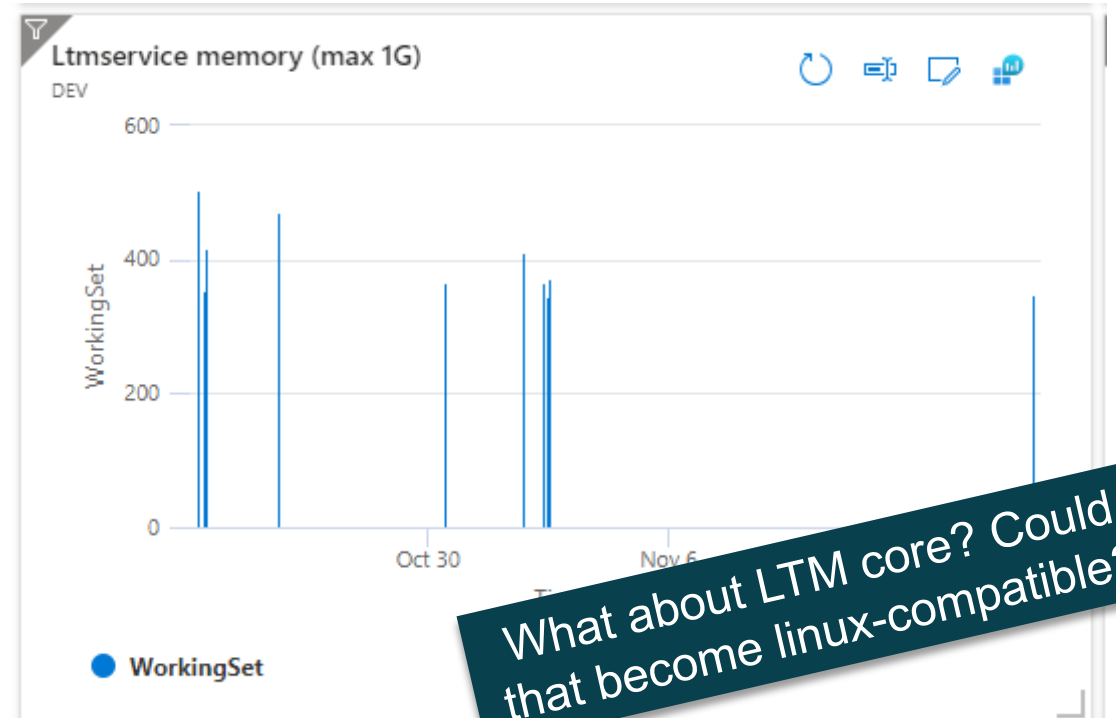 Ltmservice memory (max 1G)
DEV
600
400
200
0
WorkingSet
Oct 30
Nov 6
WorkingSet
What about LTM core? Could
that become linux-compatible?